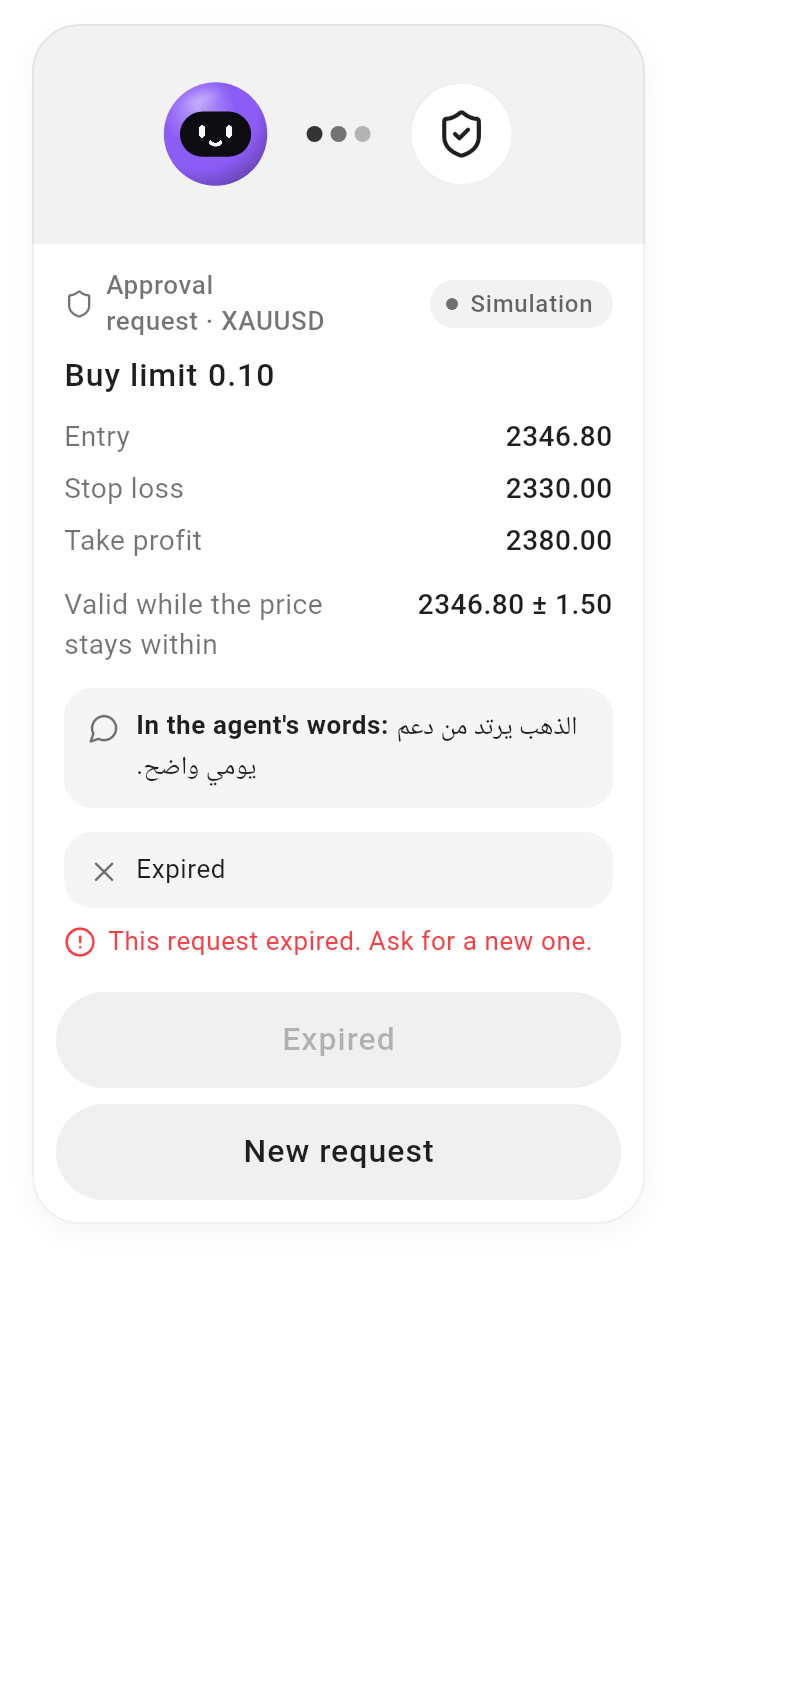 Approval
request · XAUUSD
Simulation
Buy limit 0.10
Entry
2346.80
Stop loss
2330.00
Take profit
2380.00
Valid while the price
stays within
2346.80 ± 1.50
In the agent's words: الذهب يرتد من دعم
يومي واضح.
Expired
This request expired. Ask for a new one.
Expired
New request